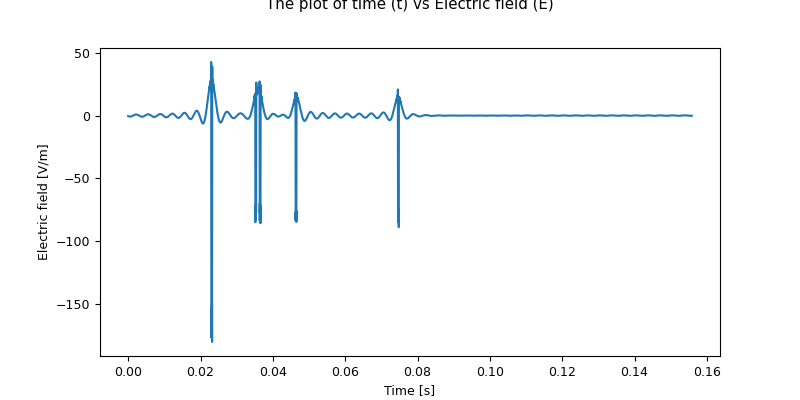 The plot of time (t) vs Electric field (E)
50
0
−50
−100
−150
Electric field [V/m]
0.00 0.02 0.04 0.06 0.08 0.10 0.12 0.14 0.16
Time [s]